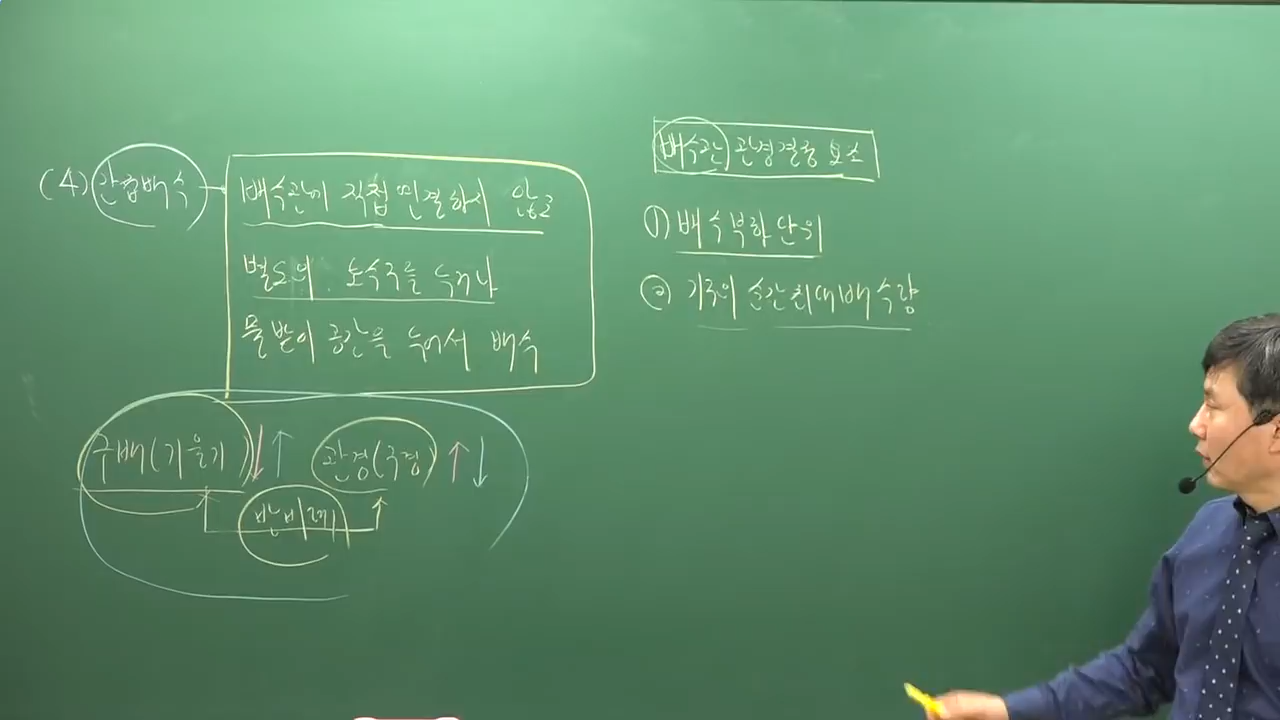 (4) 간접배수
배수관에 직접 연결하지 않고
별도의 노수구를 두거나
물받이 공간을 두어서 배수
구배(기울기) ↓ ↑ 관경(구경) ↑ ↓
반비례
배수관 관경결정 요소
① 배수부하단위
② 기구의 순간최대배수량